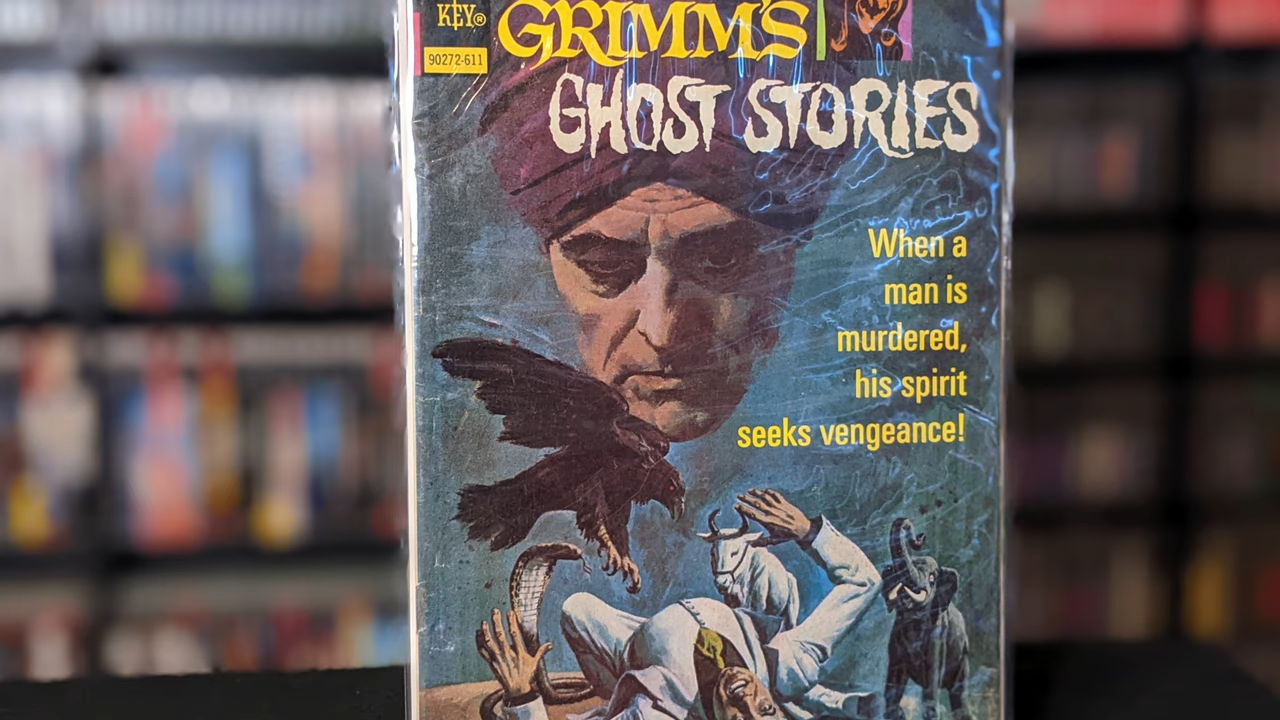 KEY®
GRIMM'S
90272-611
GHOST STORIES
When a
man is
murdered,
his spirit
seeks vengeance!